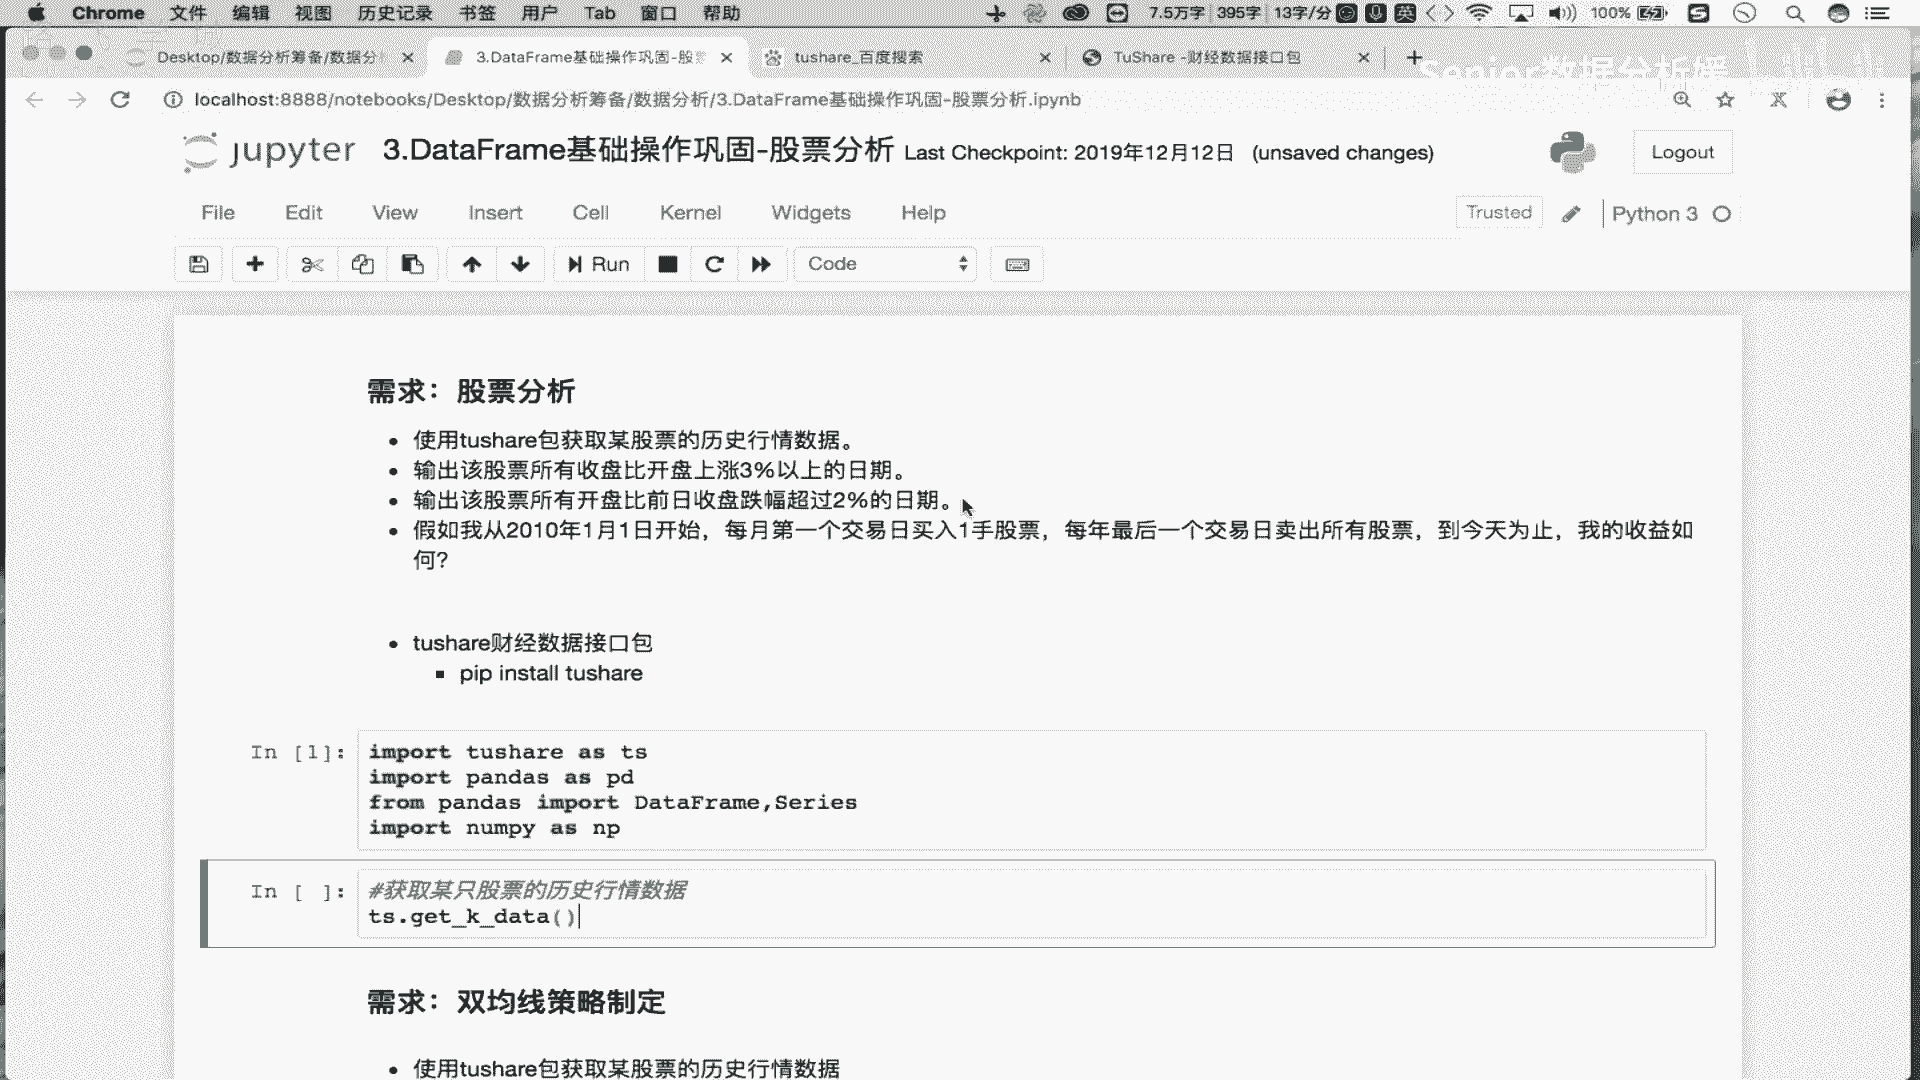 Chrome 文件 编辑 视图 历史记录 书签 用户 Tab 窗口 帮助 7.5万字 395字 13字/分 英 100%
Desktop/数据分析筹备/数据分 3.DataFrame基础操作巩固-股票 tushare_百度搜索 TuShare -财经数据接口包
Senior数据分析媛
localhost:8888/notebooks/Desktop/数据分析筹备/数据分析/3.DataFrame基础操作巩固-股票分析.ipynb
jupyter 3.DataFrame基础操作巩固-股票分析 Last Checkpoint: 2019年12月12日 (unsaved changes) Logout
File Edit View Insert Cell Kernel Widgets Help Trusted Python 3
Run Code
需求：股票分析
使用tushare包获取某股票的历史行情数据。
输出该股票所有收盘比开盘上涨3%以上的日期。
输出该股票所有开盘比前日收盘跌幅超过2%的日期。
假如我从2010年1月1日开始，每月第一个交易日买入1手股票，每年最后一个交易日卖出所有股票，到今天为止，我的收益如
何？
tushare财经数据接口包
pip install tushare
In [1]: import tushare as ts
import pandas as pd
from pandas import DataFrame,Series
import numpy as np
In [ ]: #获取某只股票的历史行情数据
ts.get_k_data()
需求：双均线策略制定
使用tushare包获取某股票的历史行情数据